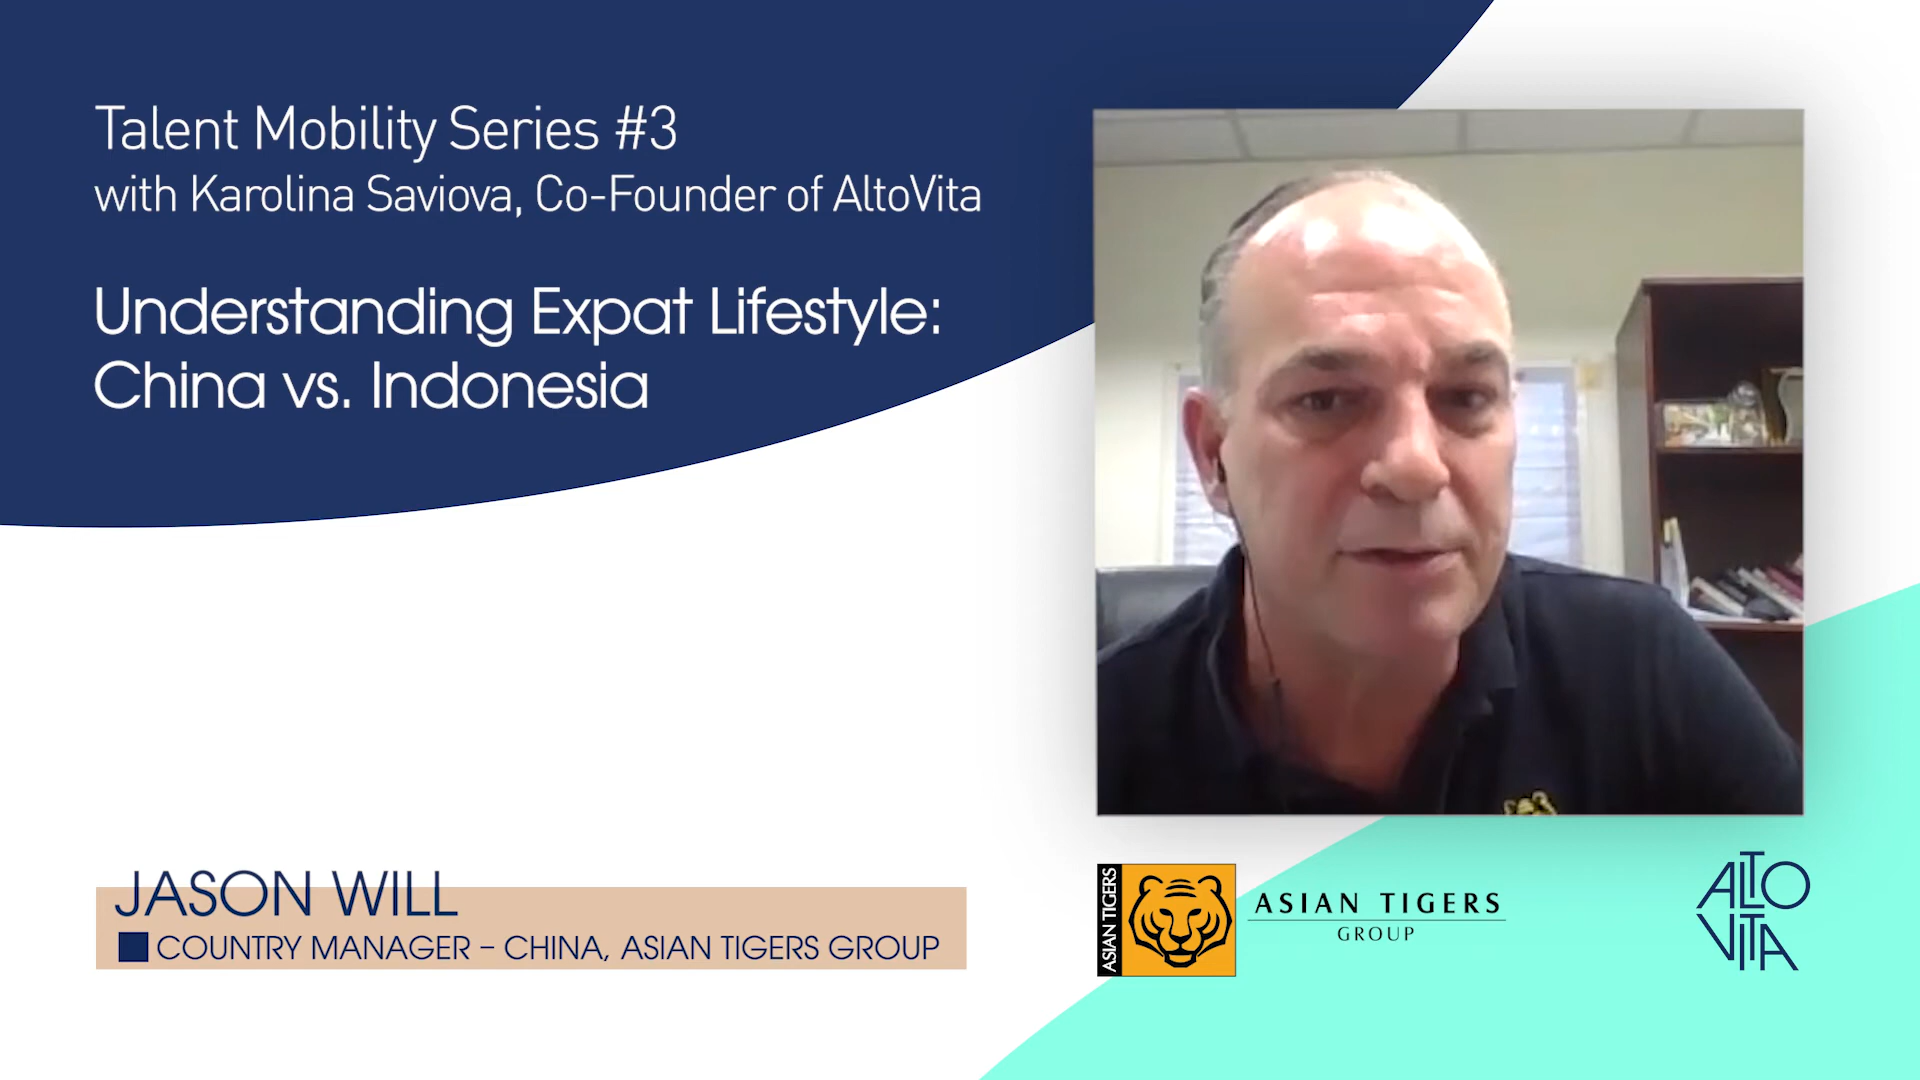 Talent Mobility Series #3
with Karolina Saviova, Co-Founder of AltoVita
Understanding Expat Lifestyle:
China vs. Indonesia
JASON WILL
COUNTRY MANAGER – CHINA, ASIAN TIGERS GROUP
ASIAN TIGERS
ASIAN TIGERS
GROUP
ALTO
VITA